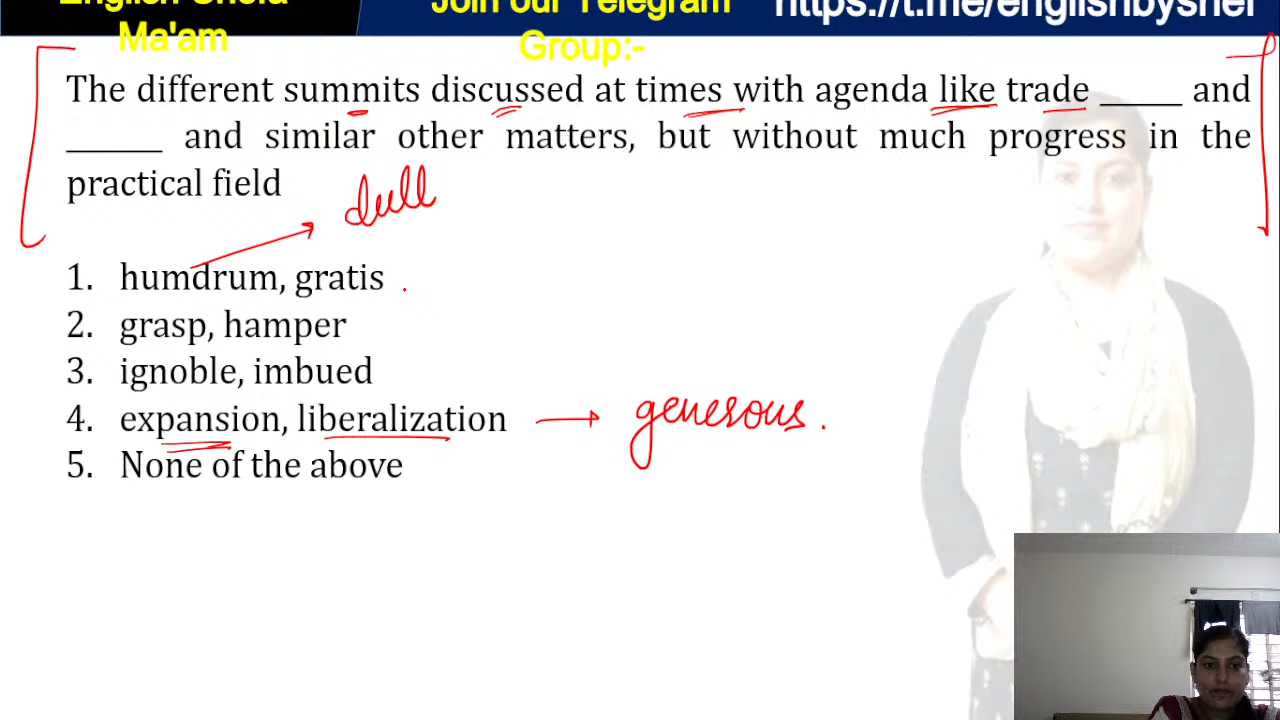 English Shefa
Ma'am
Join our Telegram
Group:-
https://t.me/englishbyshef
The different summits discussed at times with agenda like trade _____ and
______ and similar other matters, but without much progress in the
practical field
dull
1. humdrum, gratis
2. grasp, hamper
3. ignoble, imbued
4. expansion, liberalization
generous.
5. None of the above